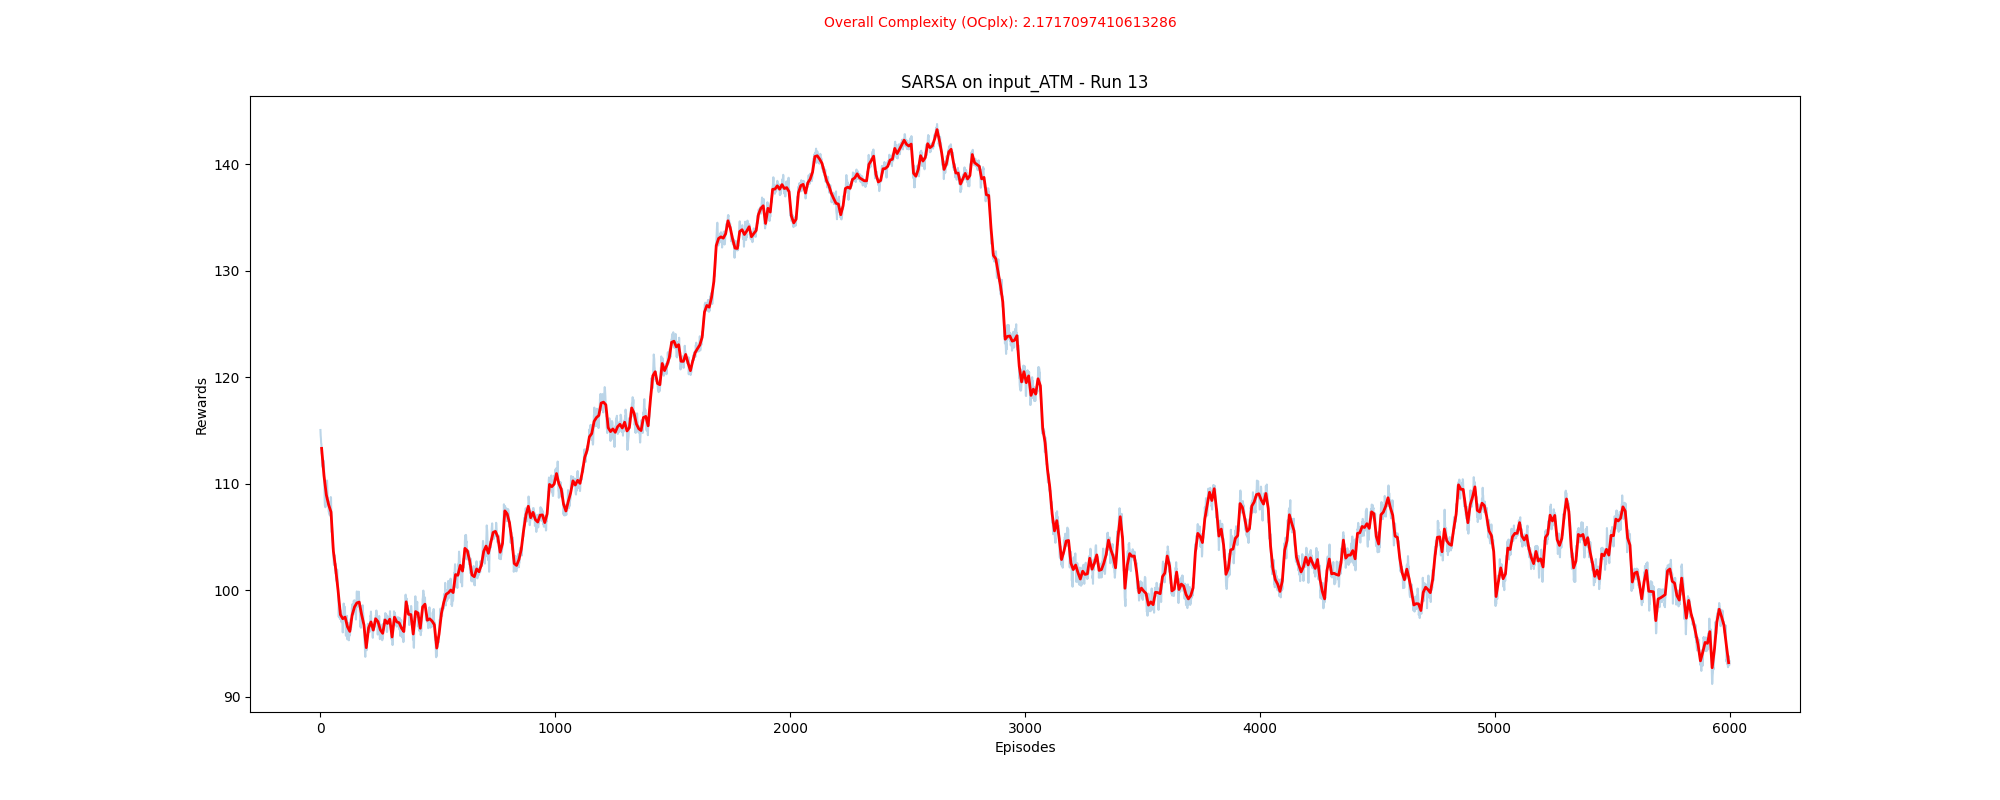 Overall Complexity (OCplx): 2.1717097410613286
SARSA on input_ATM - Run 13
Rewards
140
130
120
110
100
90
0 1000 2000 3000 4000 5000 6000
Episodes